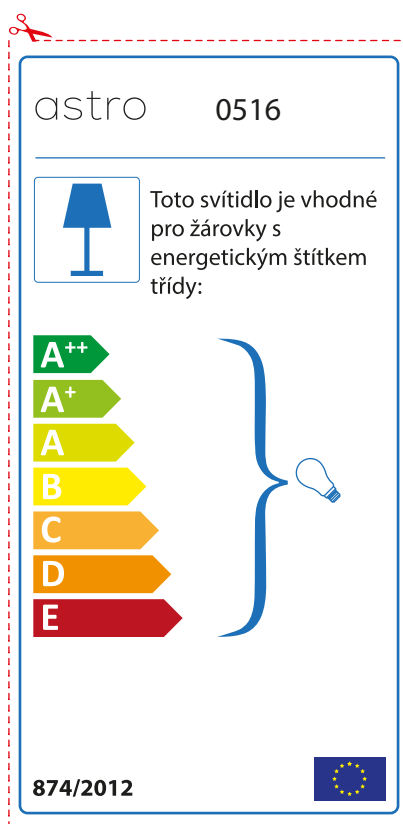 astro 0516
Toto svítidlo je vhodné
pro žárovky s
energetickým štítkem
třídy:
A++
A+
A
B
C
D
E
874/2012